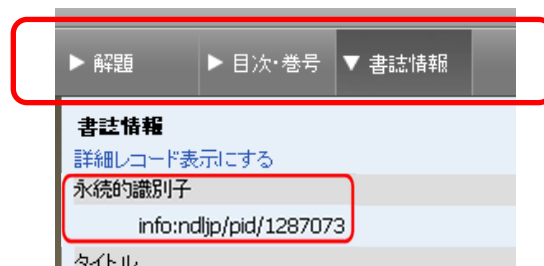 ▶ 解題 ▶ 目次・巻号 ▼ 書誌情報
書誌情報
詳細レコード表示にする
永続的識別子
info:ndljp/pid/1287073
タイトル